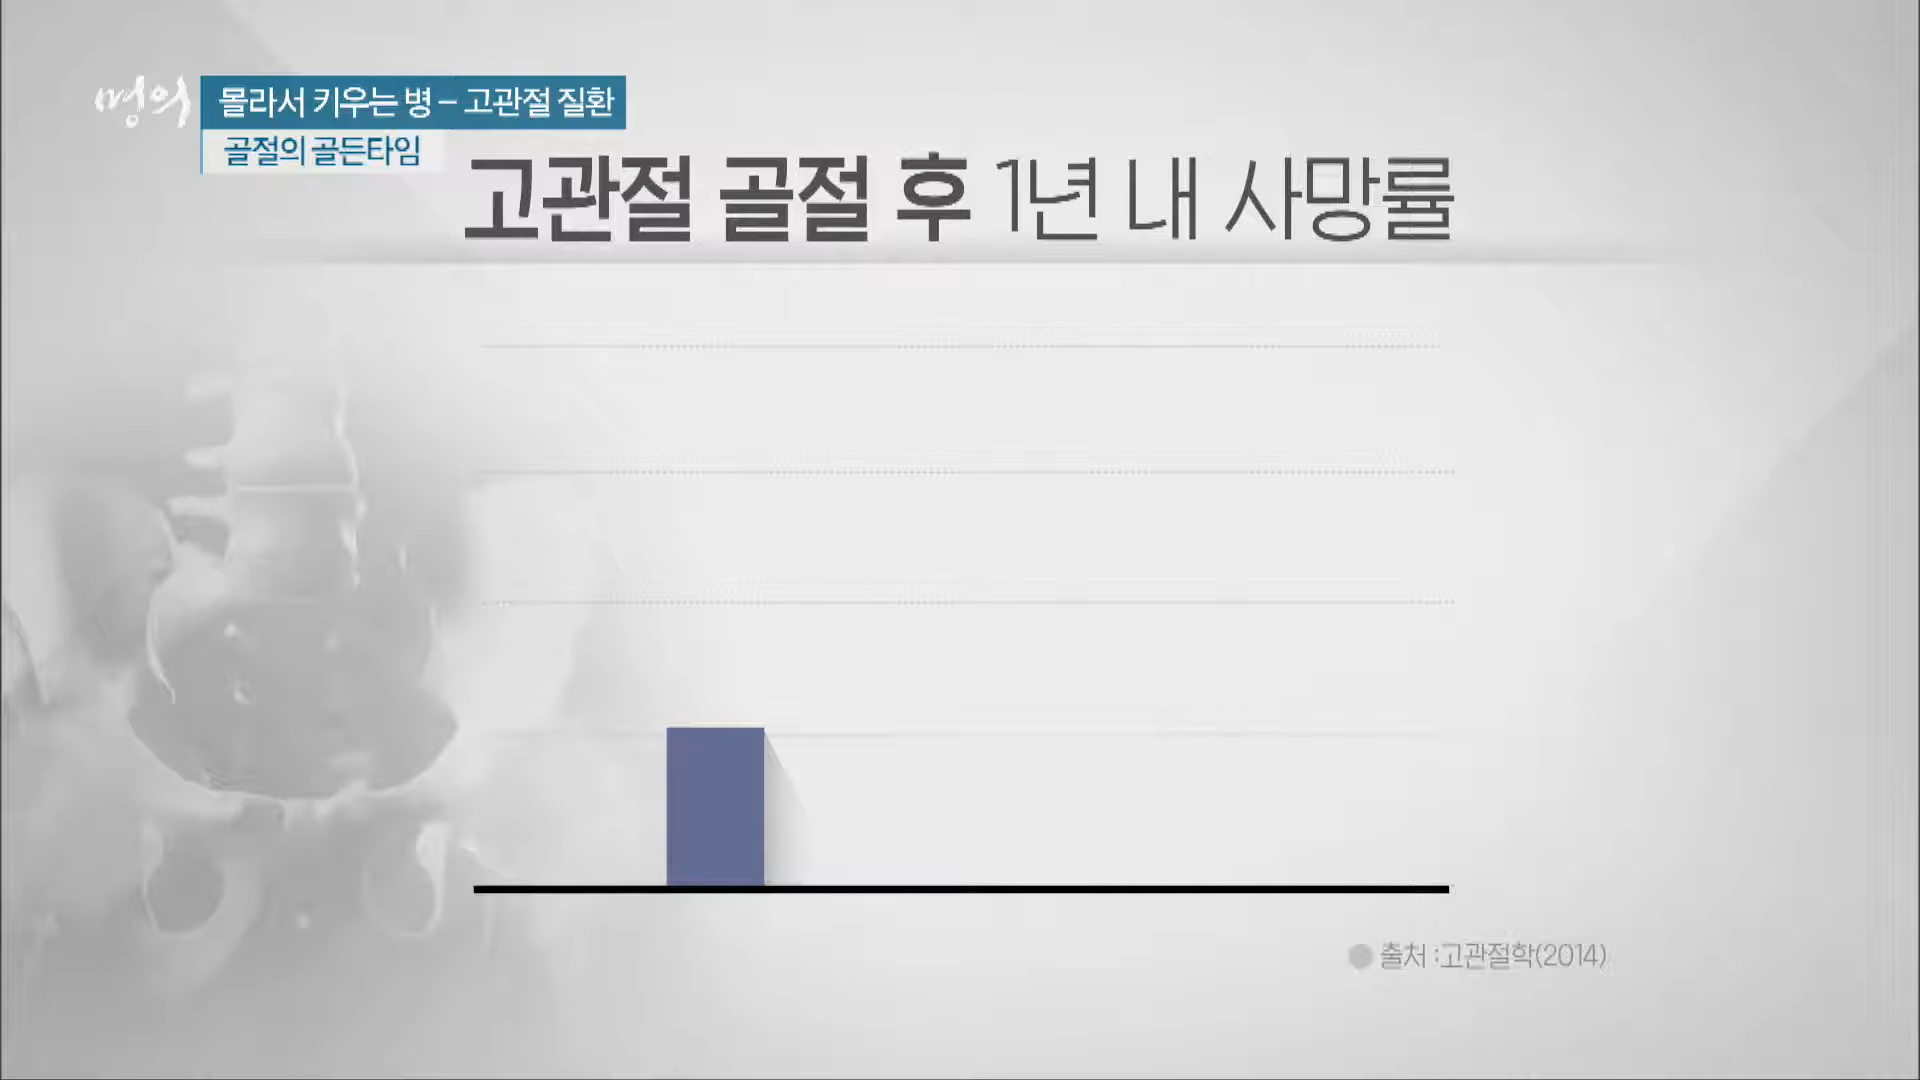 명의
몰라서 키우는 병 – 고관절 질환
골절의 골든타임
고관절 골절 후 1년 내 사망률
출처 : 고관절학(2014)